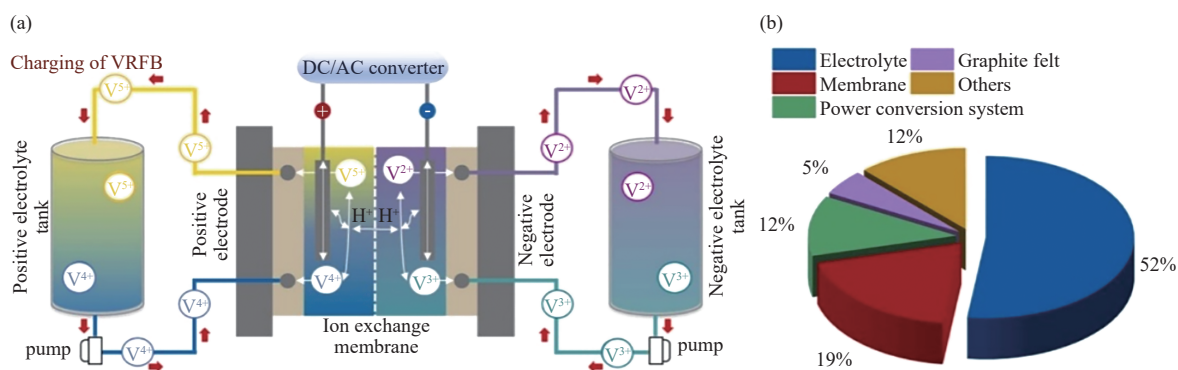 (a)
Charging of VRFB
DC/AC converter
+
-
V⁵⁺
V⁵⁺
V⁵⁺
V⁵⁺
V⁴⁺
V⁴⁺
V⁴⁺
V⁴⁺
Positive electrolyte
tank
Positive
electrode
H⁺ H⁺
V²⁺
V²⁺
V²⁺
V²⁺
V³⁺
V³⁺
V³⁺
V³⁺
Negative
electrode
Negative electrolyte
tank
Ion exchange
membrane
pump
pump
(b)
Electrolyte
Graphite felt
Membrane
Others
Power conversion system
12%
5%
12%
19%
52%